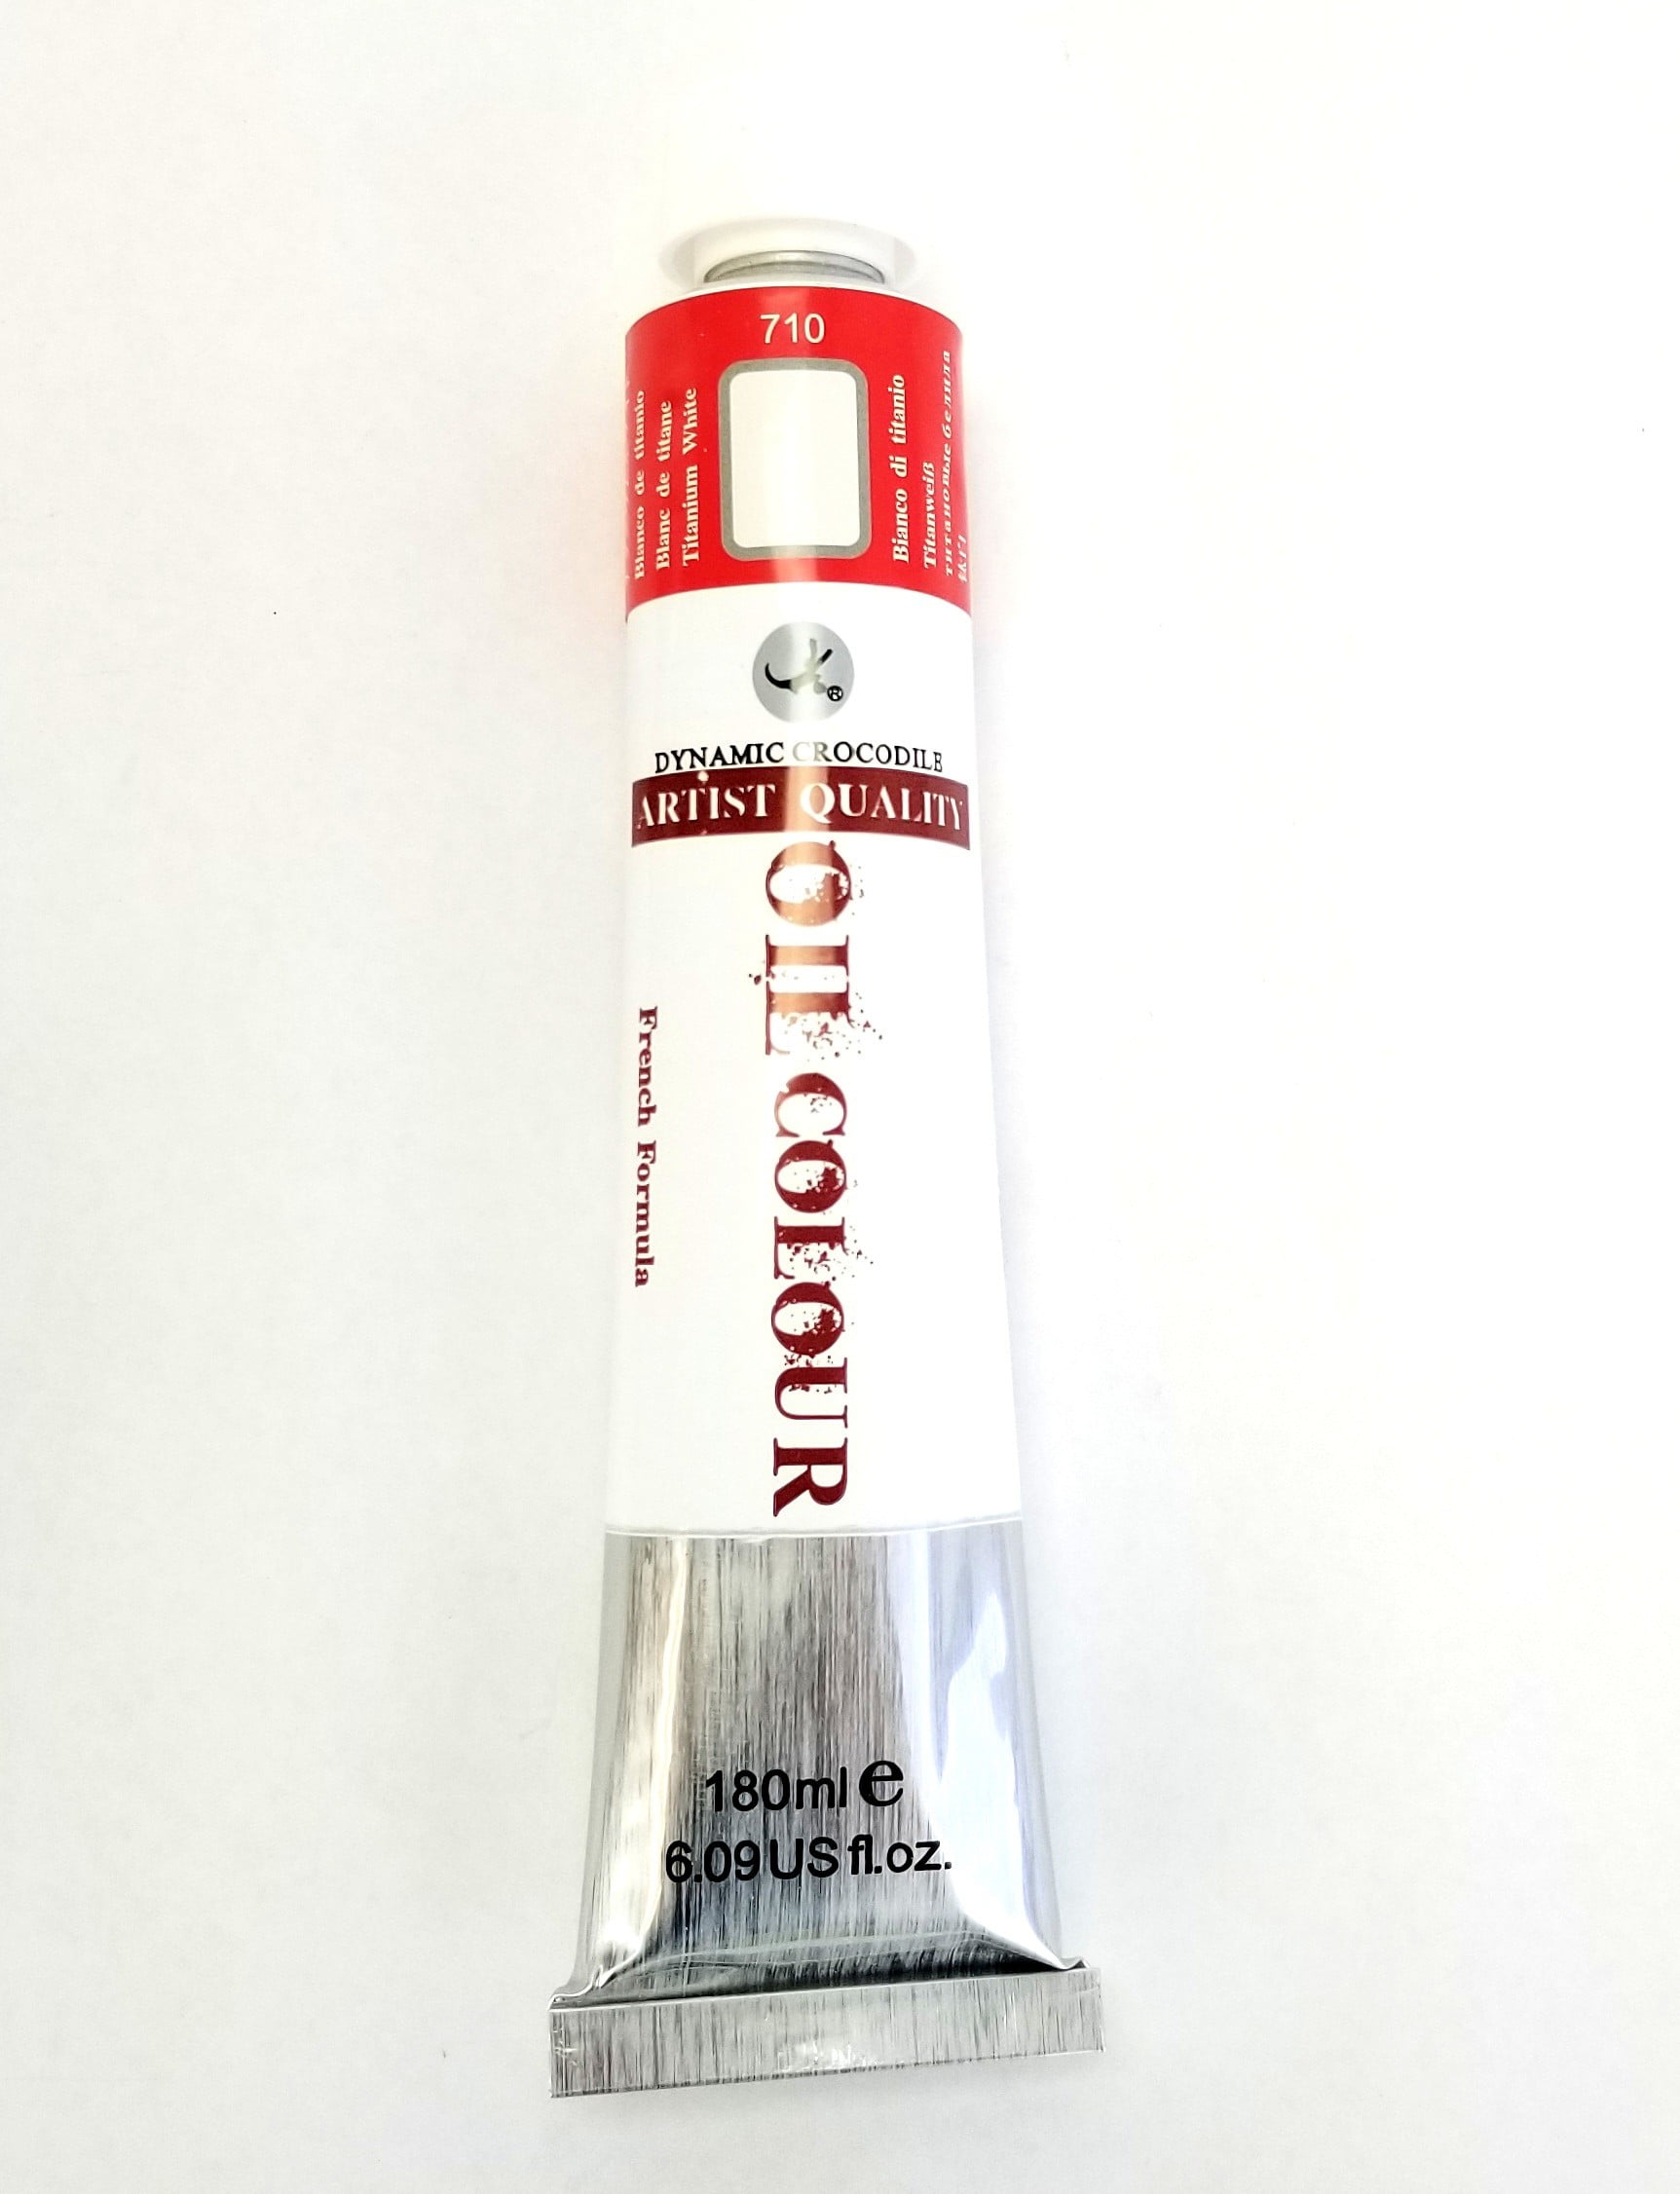 710
Blanco de titanio
Blanc de titane
Titanium White
Bianco di titanio
Titanweiß
титановые белила
®
DYNAMIC CROCODILE
ARTIST QUALITY
OIL COLOUR
French Formula
180ml e
6.09 US fl.oz.